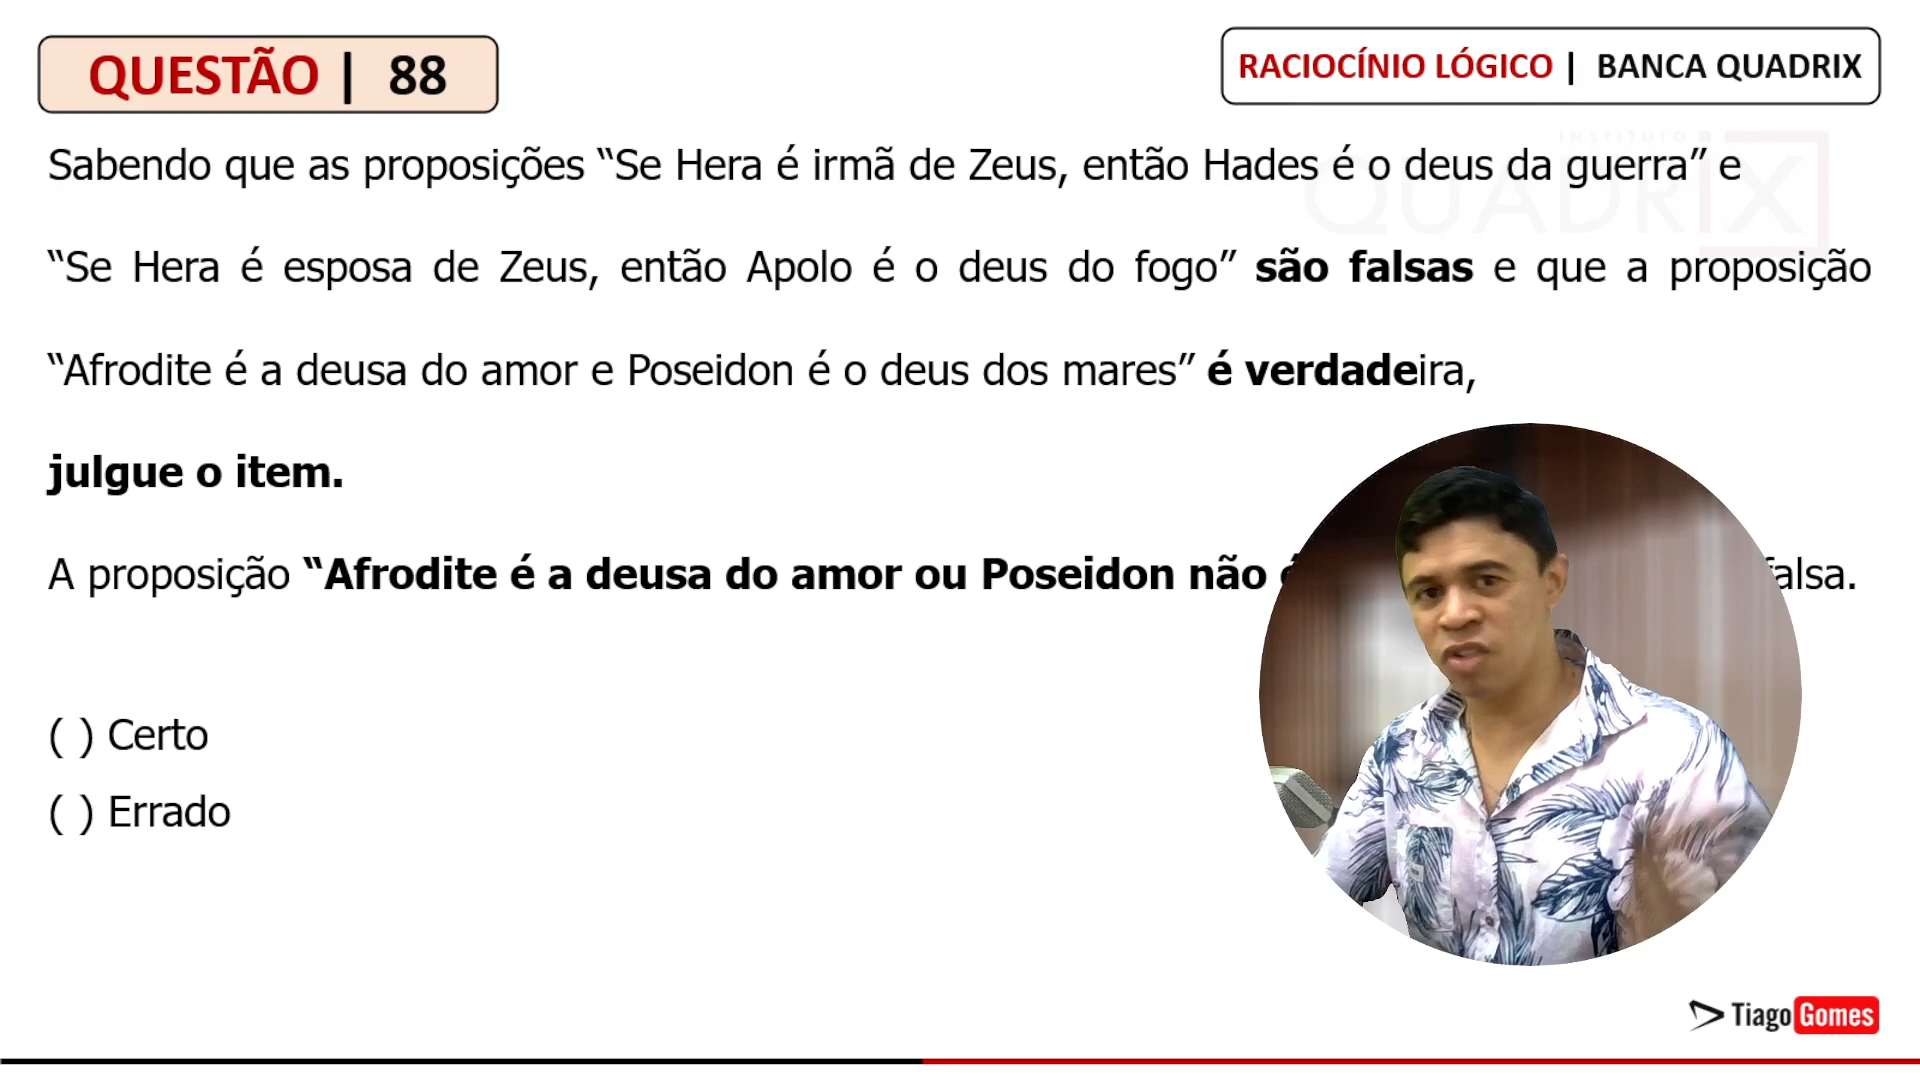 QUESTÃO | 88
RACIOCÍNIO LÓGICO | BANCA QUADRIX
INSTITUTO
QUADRIX
Sabendo que as proposições “Se Hera é irmã de Zeus, então Hades é o deus da guerra” e
“Se Hera é esposa de Zeus, então Apolo é o deus do fogo” são falsas e que a proposição
“Afrodite é a deusa do amor e Poseidon é o deus dos mares” é verdadeira,
julgue o item.
A proposição “Afrodite é a deusa do amor ou Poseidon não é falsa.
( ) Certo
( ) Errado
Tiago Gomes